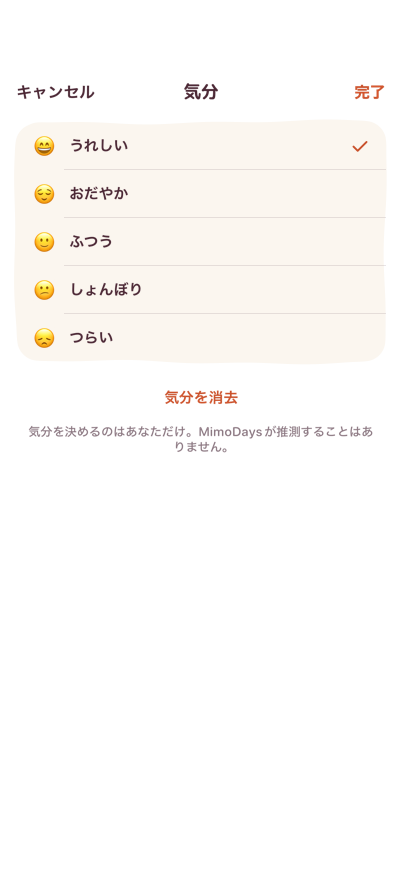 キャンセル 気分 完了
うれしい
おだやか
ふつう
しょんぼり
つらい
気分を消去
気分を決めるのはあなただけ。MimoDaysが推測することはあ
りません。